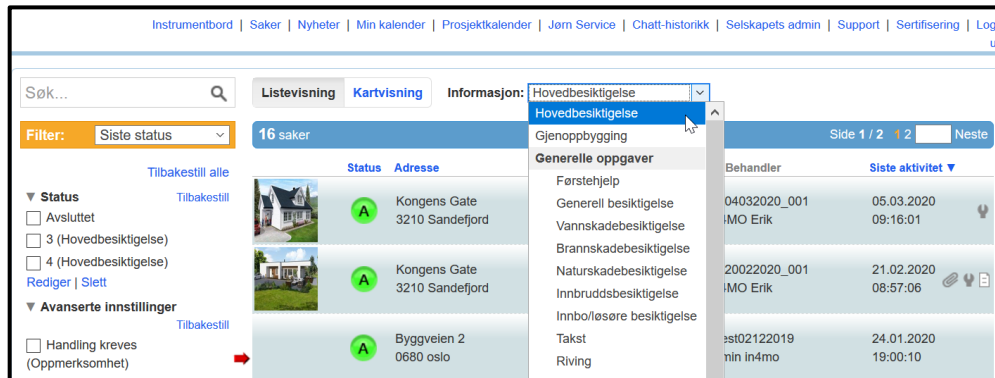 Instrumentbord | Saker | Nyheter | Min kalender | Prosjektkalender | Jørn Service | Chatt-historikk | Selskapets admin | Support | Sertifisering | Log
Søk...
Listevisning Kartvisning Informasjon: Hovedbesiktigelse
Hovedbesiktigelse
Gjenoppbygging
Generelle oppgaver
Førstehjelp
Generell besiktigelse
Vannskadebesiktigelse
Brannskadebesiktigelse
Naturskadebesiktigelse
Innbruddsbesiktigelse
Innbo/løsøre besiktigelse
Takst
Riving
Filter: Siste status
Tilbakestill alle
▼ Status Tilbakestill
Avsluttet
3 (Hovedbesiktigelse)
4 (Hovedbesiktigelse)
Rediger | Slett
▼ Avanserte innstillinger
Tilbakestill
Handling kreves
(Oppmerksomhet)
16 saker Side 1 / 2 1 2 Neste
Status Adresse Behandler Siste aktivitet ▼
A Kongens Gate 04032020_001 05.03.2020
3210 Sandefjord 4MO Erik 09:16:01
A Kongens Gate 20022020_001 21.02.2020
3210 Sandefjord 4MO Erik 08:57:06
A Byggveien 2 est02122019 24.01.2020
0680 oslo min in4mo 19:00:10